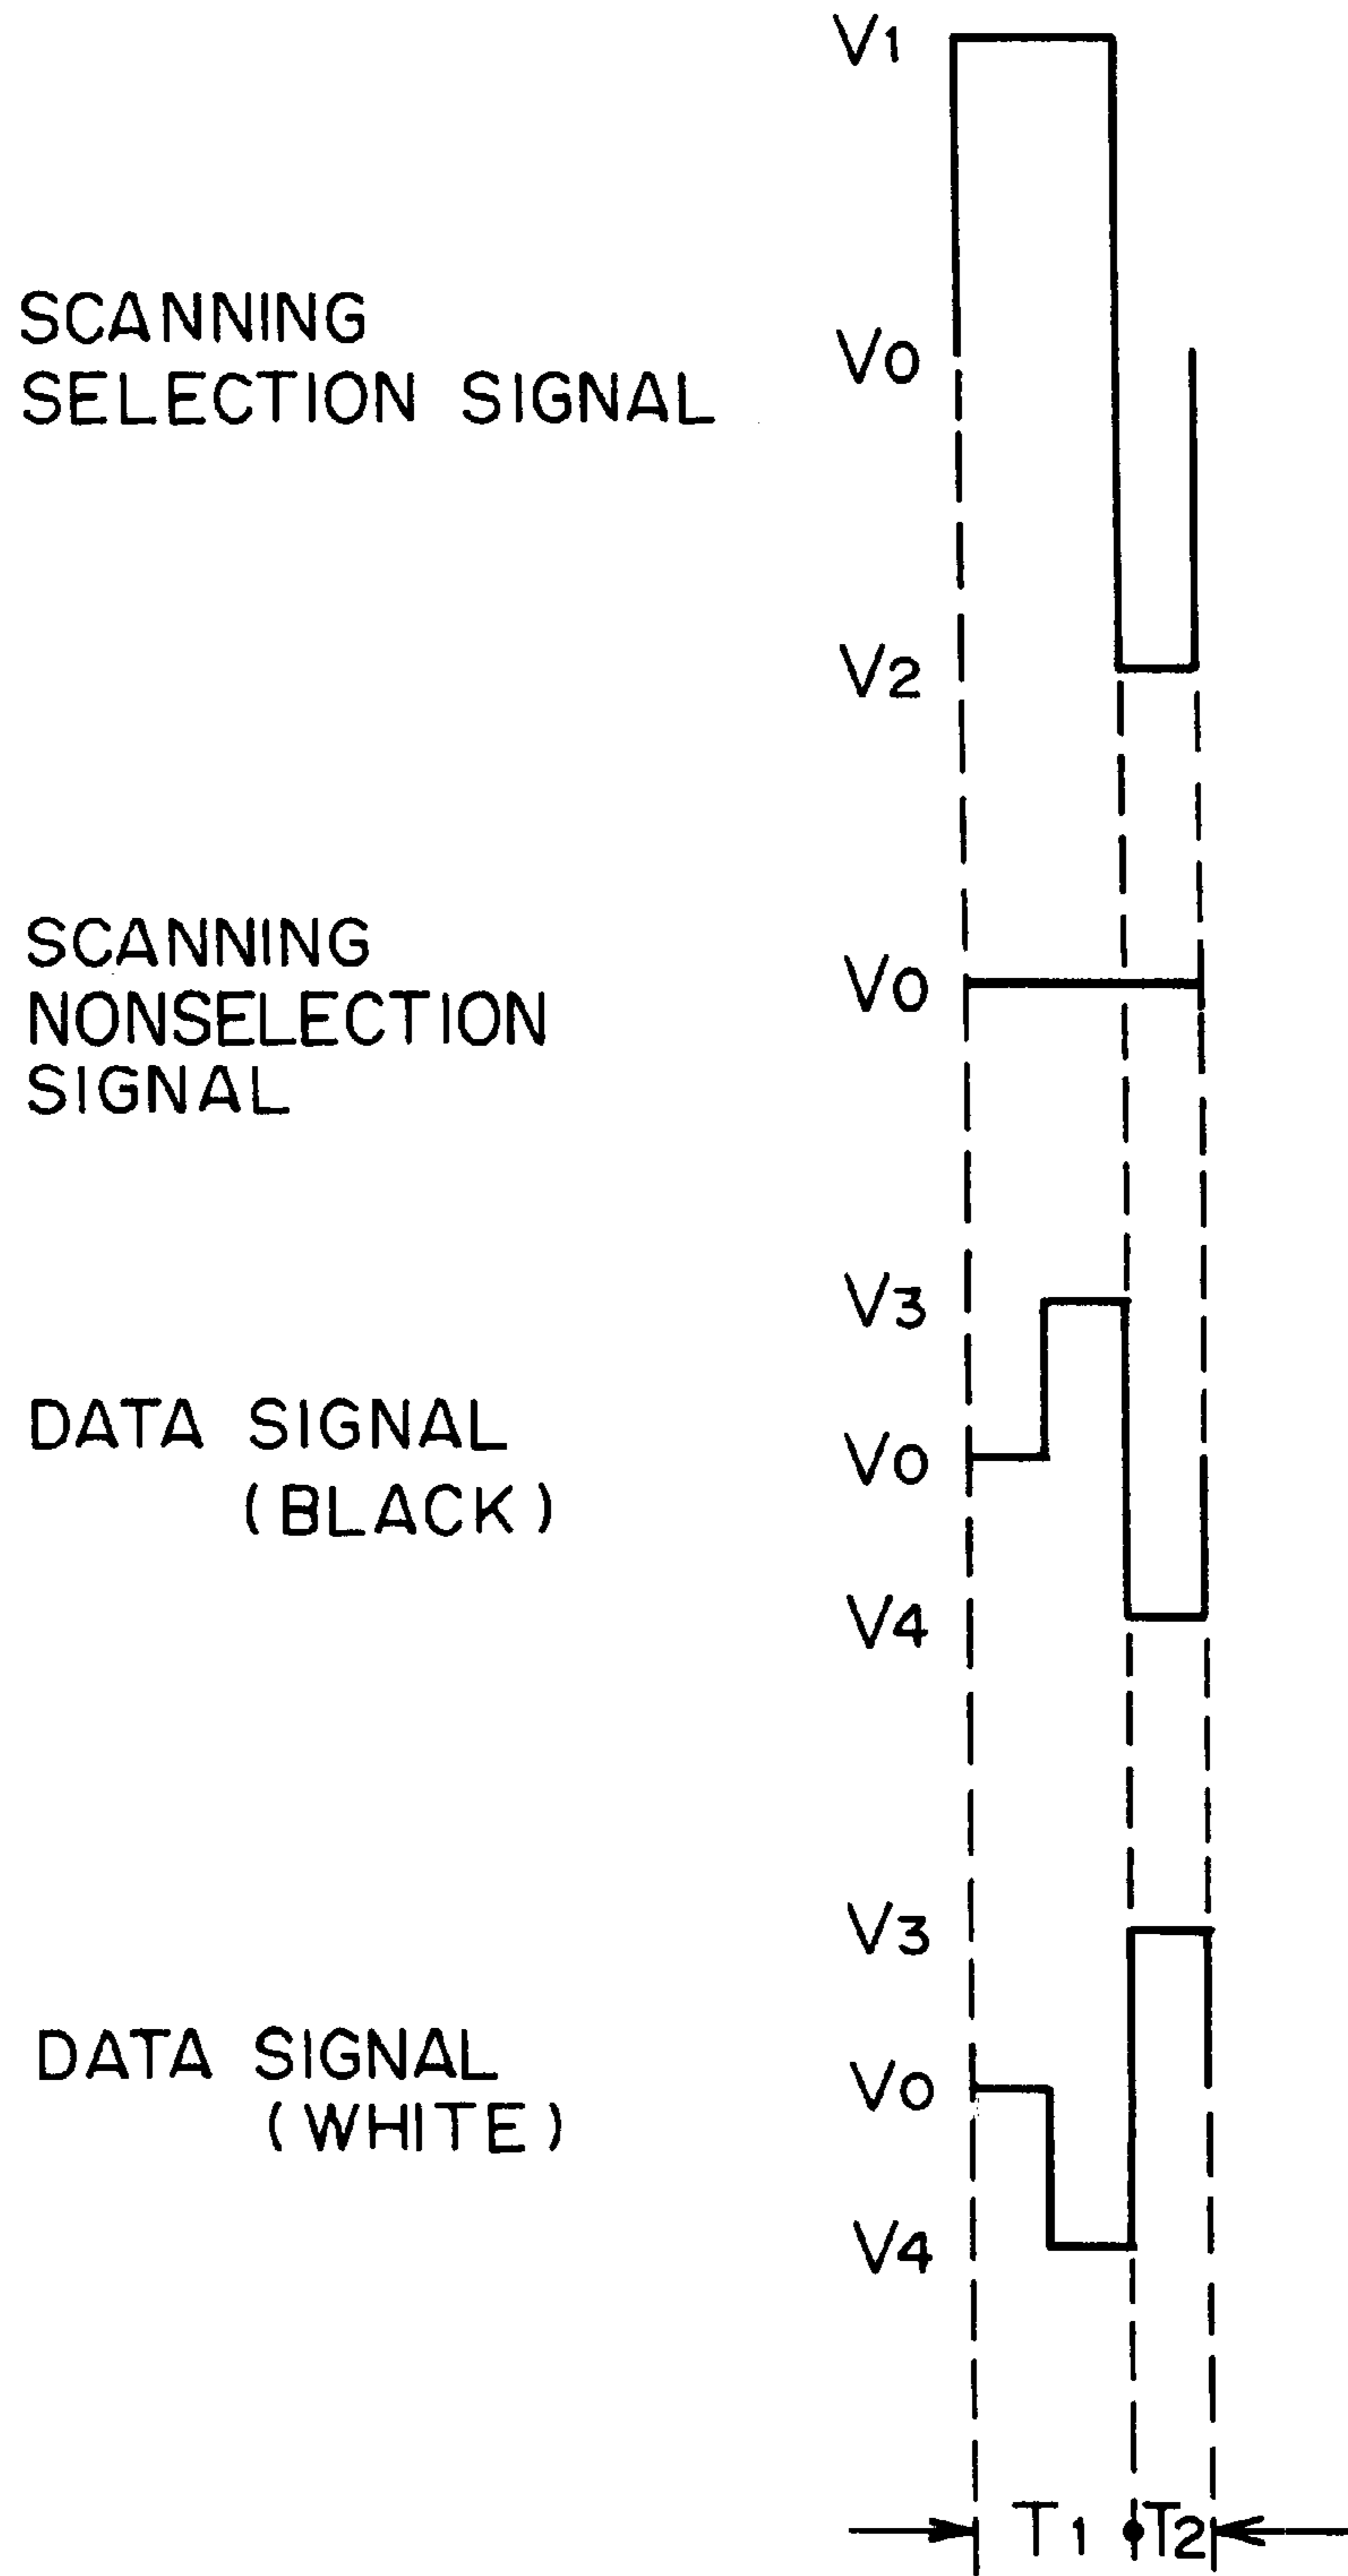 V1
SCANNING
V0
SELECTION SIGNAL
V2
SCANNING
V0
NONSELECTION
SIGNAL
V3
DATA SIGNAL
V0
(BLACK)
V4
V3
DATA SIGNAL
V0
(WHITE)
V4
T1 T2